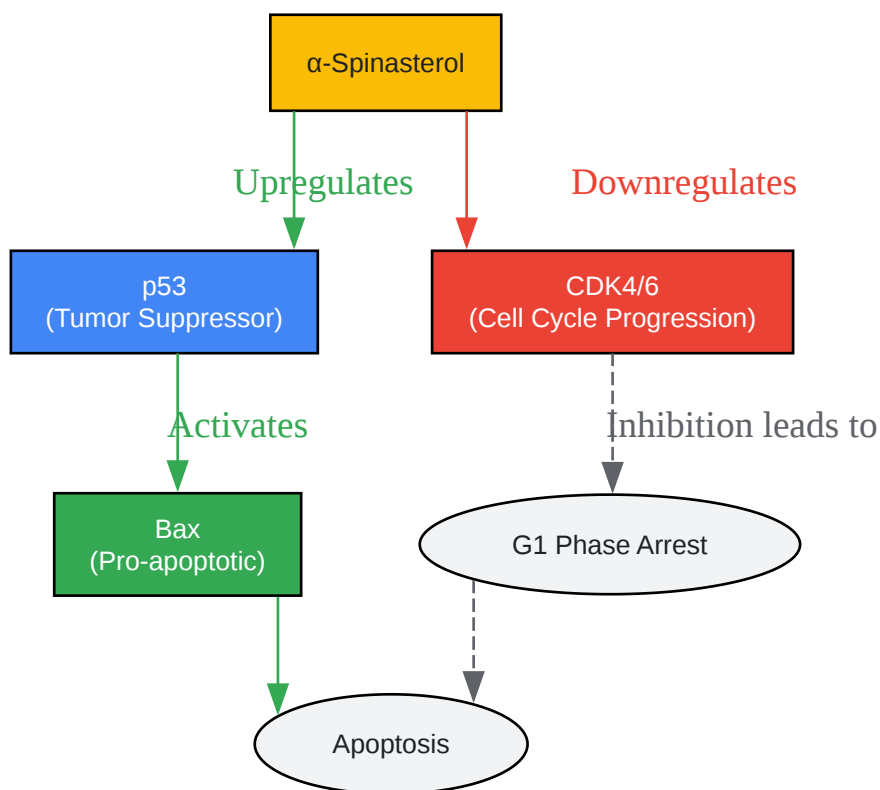 α-Spinasterol
Upregulates
Downregulates
p53
(Tumor Suppressor)
CDK4/6
(Cell Cycle Progression)
Activates
Inhibition leads to
Bax
(Pro-apoptotic)
G1 Phase Arrest
Apoptosis